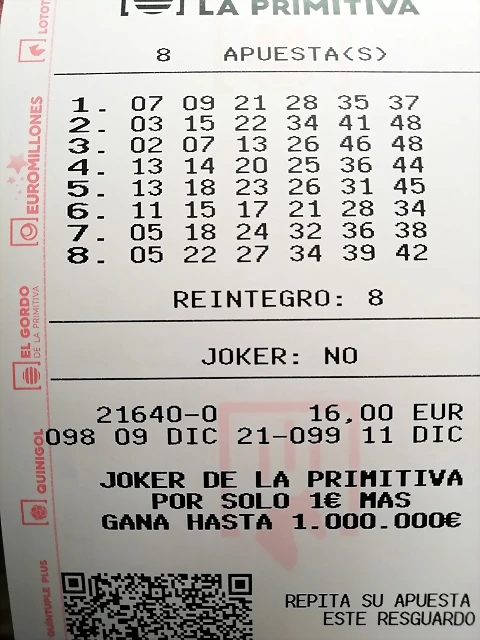 LA PRIMITIVA
8 APUESTA(S)
1. 07 09 21 28 35 37
2. 03 15 22 34 41 48
3. 02 07 13 26 46 48
4. 13 14 20 25 36 44
5. 13 18 23 26 31 45
6. 11 15 17 21 28 34
7. 05 18 24 32 36 38
8. 05 22 27 34 39 42
REINTEGRO: 8
JOKER: NO
21640-0 16,00 EUR
098 09 DIC 21-099 11 DIC
JOKER DE LA PRIMITIVA
POR SOLO 1€ MAS
GANA HASTA 1.000.000€
REPITA SU APUESTA
ESTE RESGUARDO
LOTOT
EUROMILLONES
EL GORDO
DE LA PRIMITIVA
QUINIGOL
QUÍNTUPLE PLUS